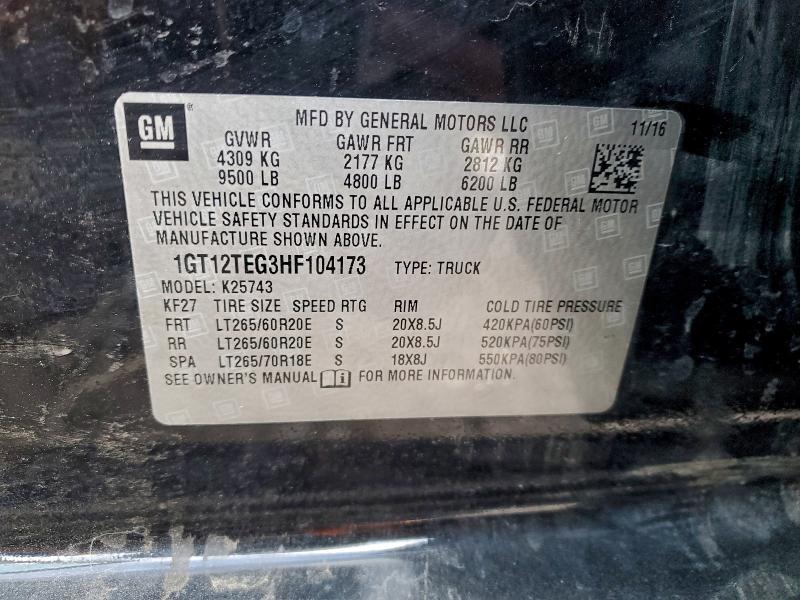 GM ®
MFD BY GENERAL MOTORS LLC 11/16
GVWR GAWR FRT GAWR RR
4309 KG 2177 KG 2812 KG
9500 LB 4800 LB 6200 LB
THIS VEHICLE CONFORMS TO ALL APPLICABLE U.S. FEDERAL MOTOR
VEHICLE SAFETY STANDARDS IN EFFECT ON THE DATE OF
MANUFACTURE SHOWN ABOVE.
1GT12TEG3HF104173 TYPE: TRUCK
MODEL: K25743
KF27 TIRE SIZE SPEED RTG RIM COLD TIRE PRESSURE
FRT LT265/60R20E S 20X8.5J 420KPA(60PSI)
RR LT265/60R20E S 20X8.5J 520KPA(75PSI)
SPA LT265/70R18E S 18X8J 550KPA(80PSI)
SEE OWNER'S MANUAL i FOR MORE INFORMATION.